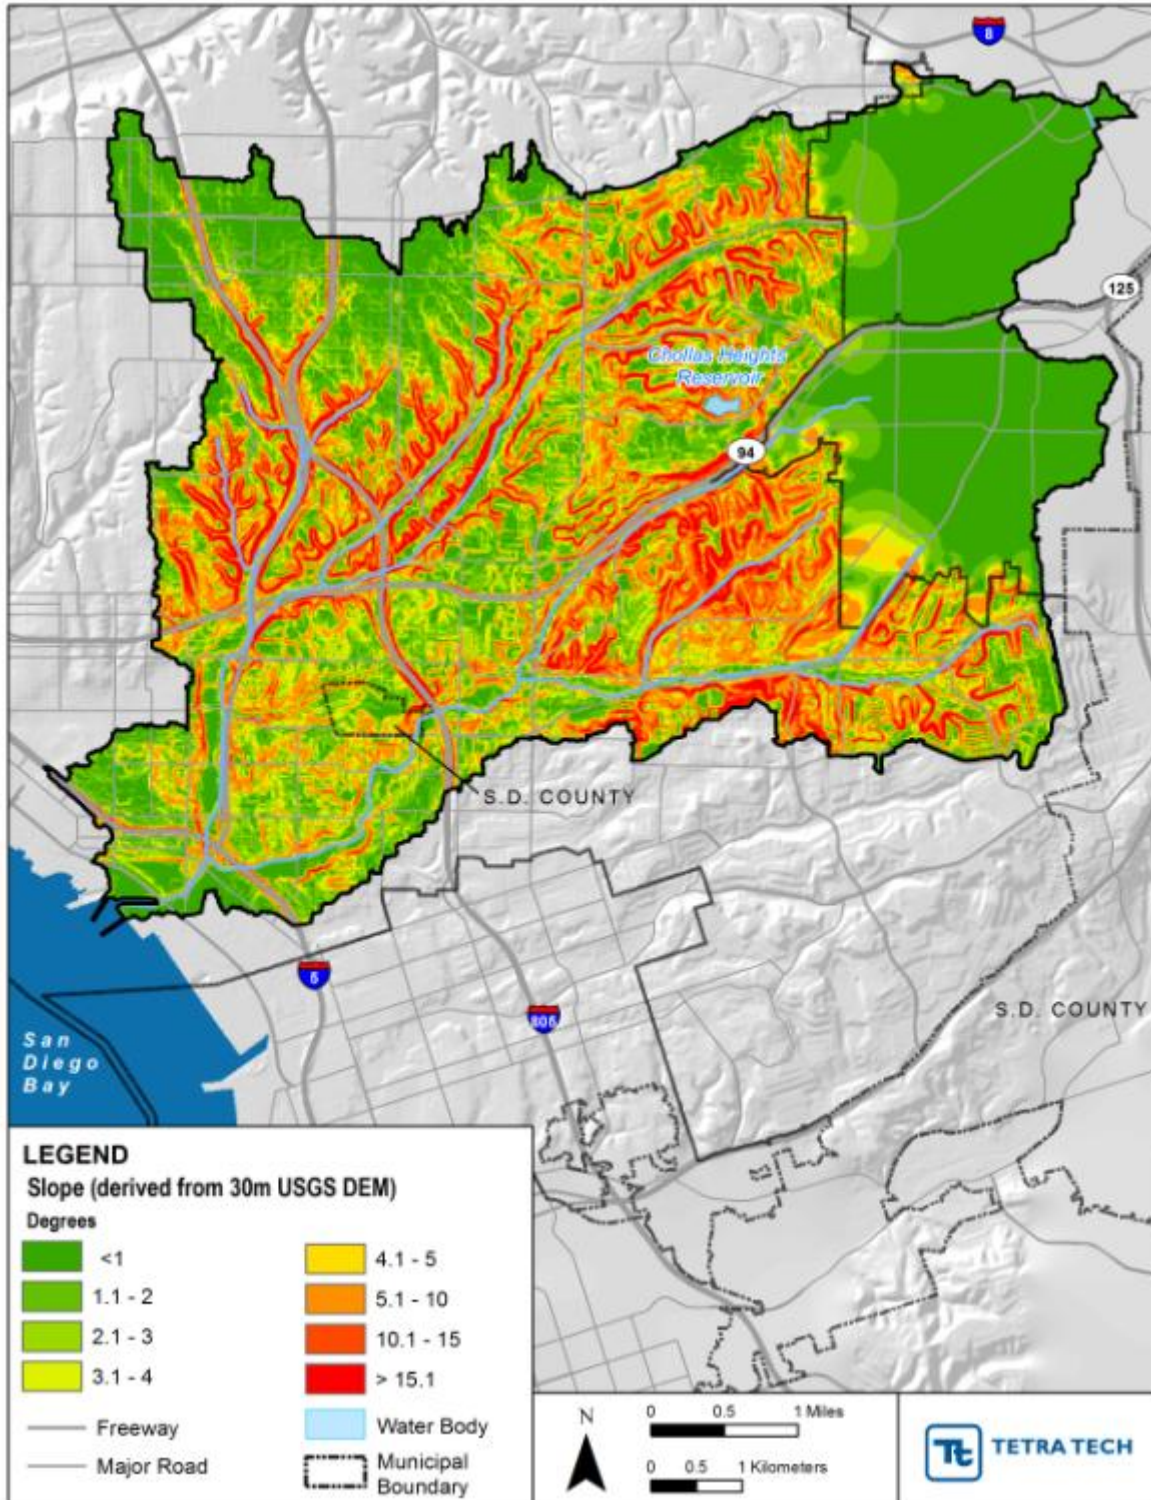 8
125
Chollas Heights
Reservoir
94
S.D. COUNTY
5
805
S.D. COUNTY
San
Diego
Bay
LEGEND
Slope (derived from 30m USGS DEM)
Degrees
<1
1.1 - 2
2.1 - 3
3.1 - 4
4.1 - 5
5.1 - 10
10.1 - 15
> 15.1
Freeway
Major Road
Water Body
Municipal
Boundary
N
0 0.5 1 Miles
0 0.5 1 Kilometers
Tt
TETRA TECH